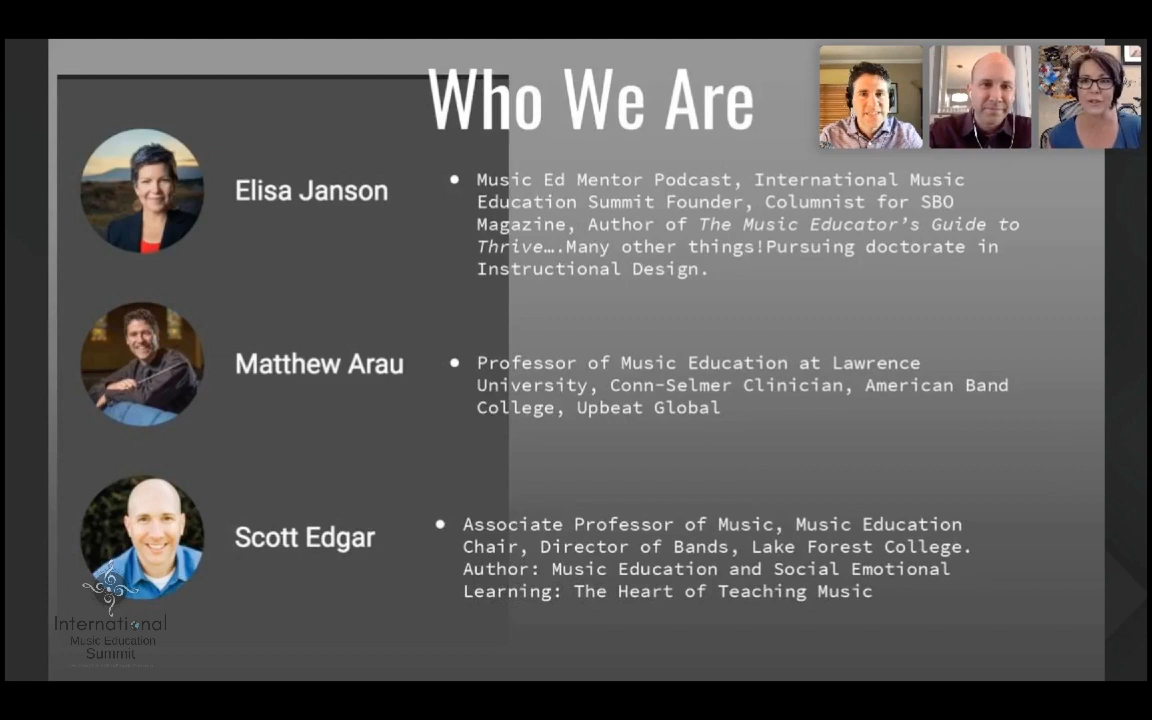 Who We Are
Elisa Janson
● Music Ed Mentor Podcast, International Music
Education Summit Founder, Columnist for SBO
Magazine, Author of The Music Educator’s Guide to
Thrive….Many other things!Pursuing doctorate in
Instructional Design.
Matthew Arau
● Professor of Music Education at Lawrence
University, Conn-Selmer Clinician, American Band
College, Upbeat Global
Scott Edgar
● Associate Professor of Music, Music Education
Chair, Director of Bands, Lake Forest College.
Author: Music Education and Social Emotional
Learning: The Heart of Teaching Music
International
Music Education
Summit